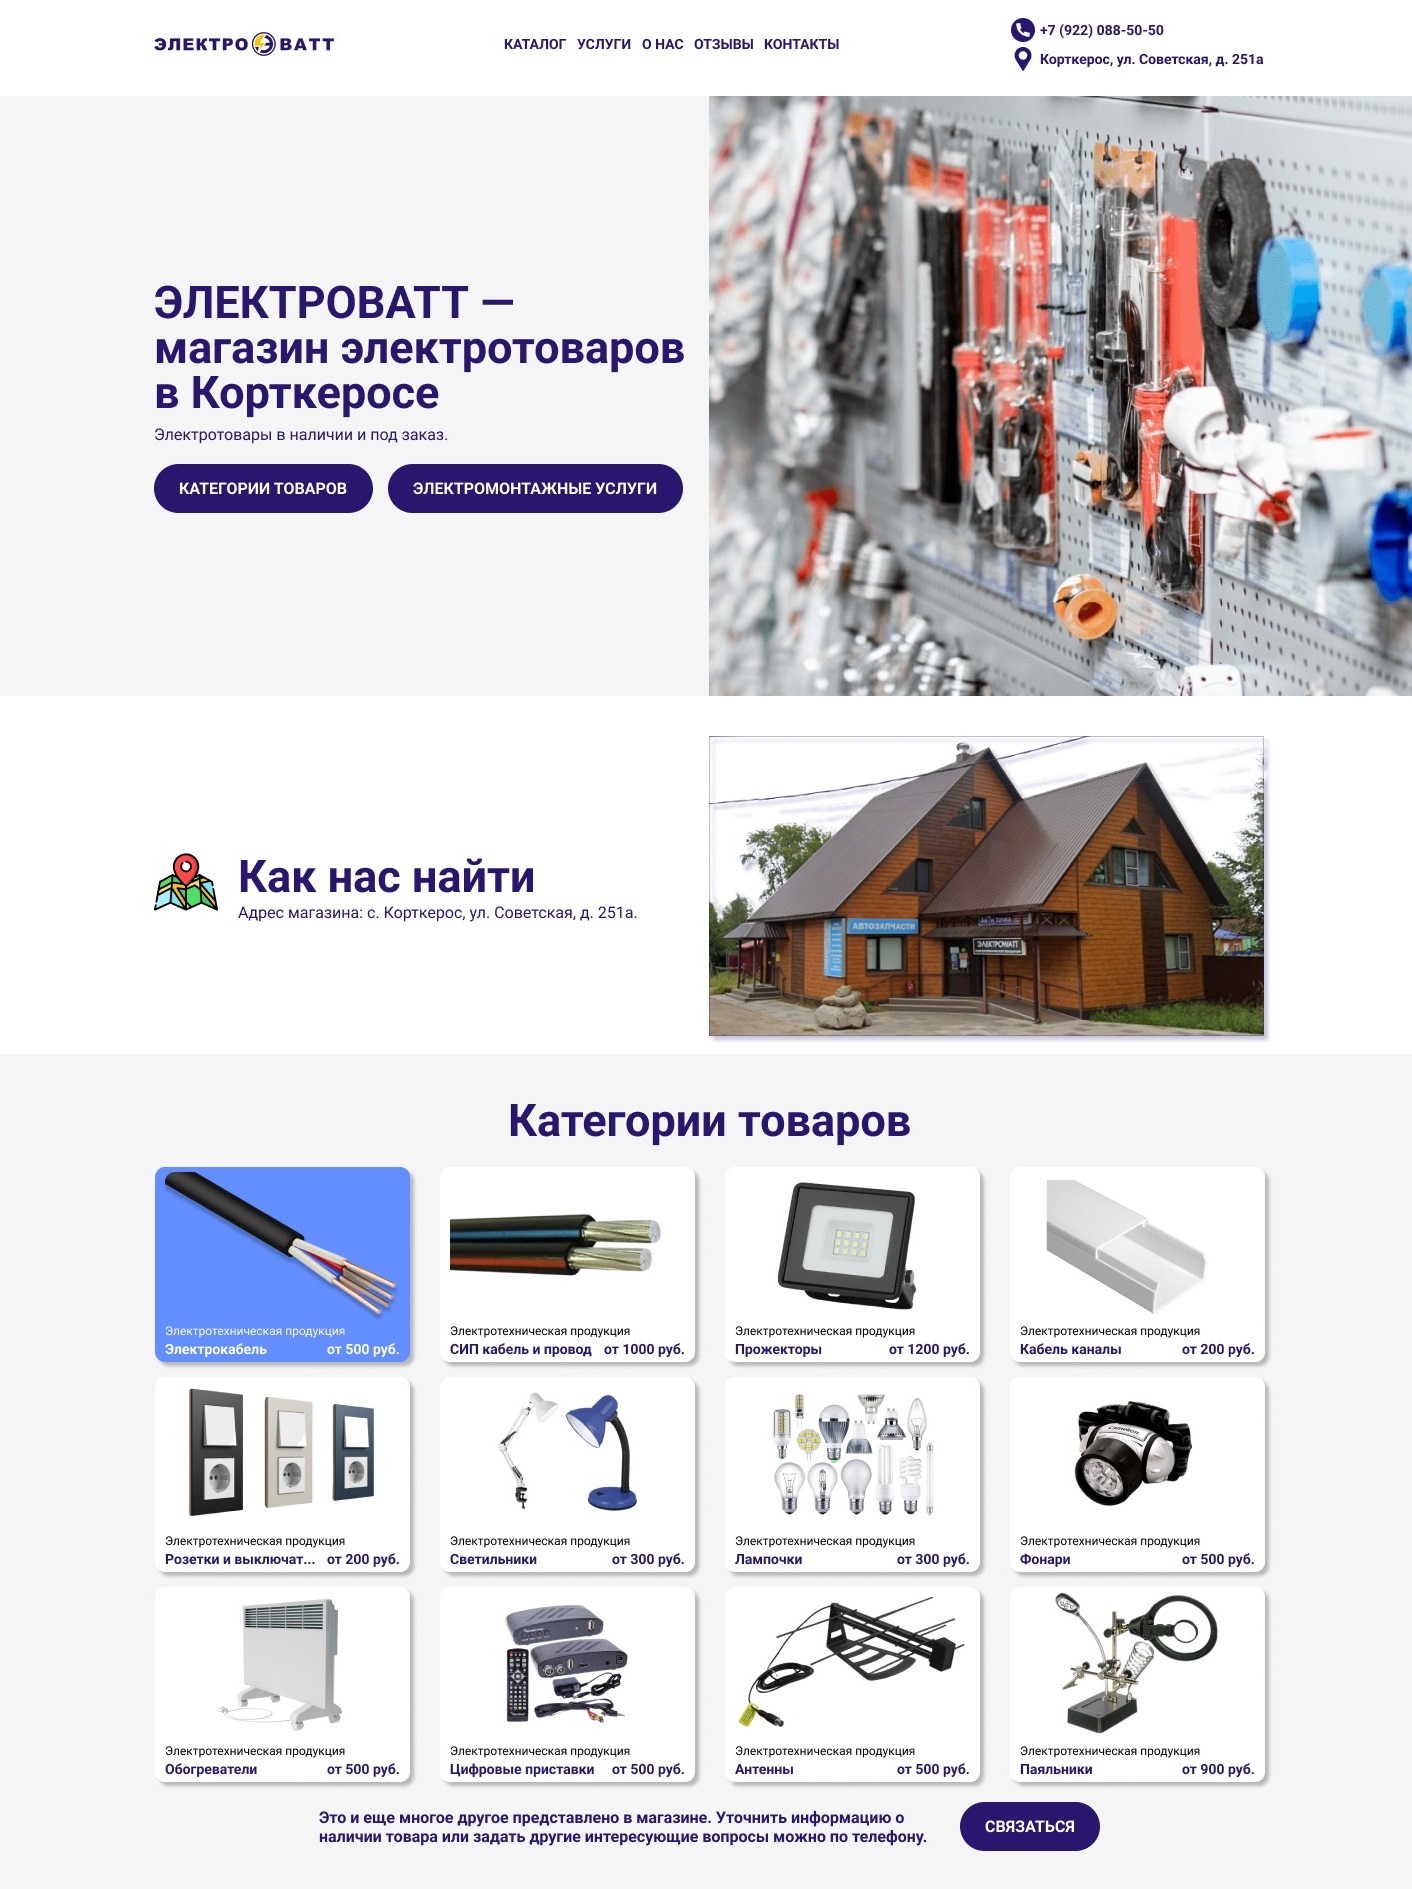 ЭЛЕКТРО ВАТТ
КАТАЛОГ УСЛУГИ О НАС ОТЗЫВЫ КОНТАКТЫ
+7 (922) 088-50-50
Корткерос, ул. Советская, д. 251а
ЭЛЕКТРОВАТТ —
магазин электротоваров
в Корткеросе
Электротовары в наличии и под заказ.
КАТЕГОРИИ ТОВАРОВ
ЭЛЕКТРОМОНТАЖНЫЕ УСЛУГИ
Как нас найти
Адрес магазина: с. Корткерос, ул. Советская, д. 251а.
АВТОЗАПЧАСТИ
ЭЛЕКТРОWATT
Категории товаров
Электротехническая продукция
Электрокабель от 500 руб.
Электротехническая продукция
СИП кабель и провод от 1000 руб.
Электротехническая продукция
Прожекторы от 1200 руб.
Электротехническая продукция
Кабель каналы от 200 руб.
Электротехническая продукция
Розетки и выключат... от 200 руб.
Электротехническая продукция
Светильники от 300 руб.
Электротехническая продукция
Лампочки от 300 руб.
Camelion
Электротехническая продукция
Фонари от 500 руб.
Электротехническая продукция
Обогреватели от 500 руб.
Электротехническая продукция
Цифровые приставки от 500 руб.
Электротехническая продукция
Антенны от 500 руб.
Электротехническая продукция
Паяльники от 900 руб.
Это и еще многое другое представлено в магазине. Уточнить информацию о
наличии товара или задать другие интересующие вопросы можно по телефону.
СВЯЗАТЬСЯ